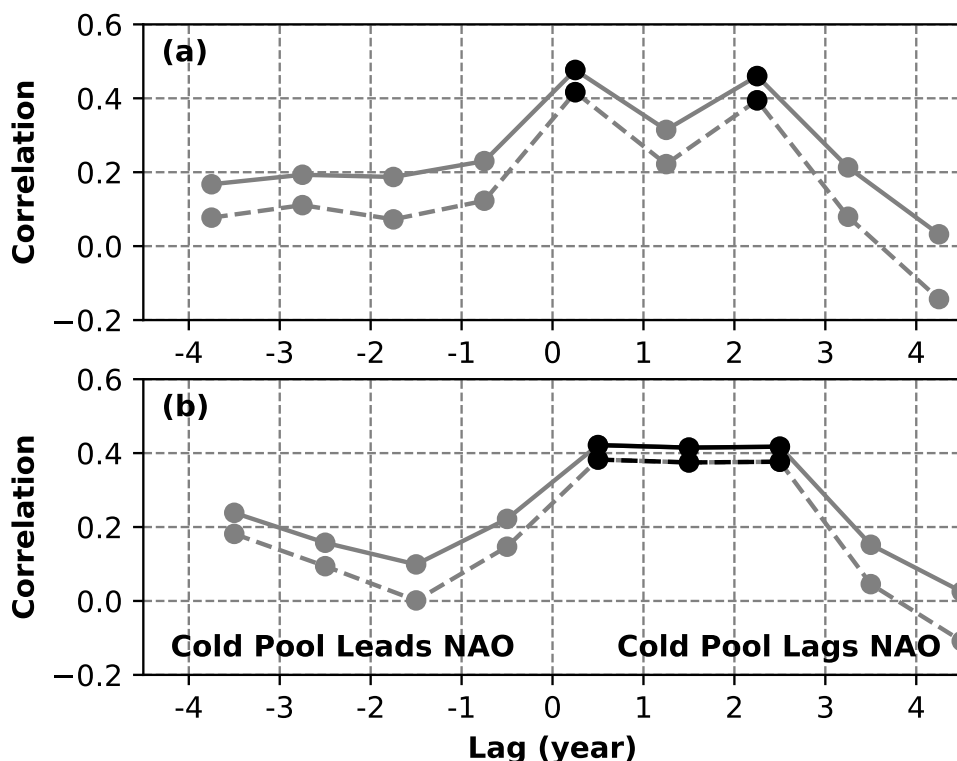 (a)
Correlation
0.6
0.4
0.2
0.0
−0.2
-4 -3 -2 -1 0 1 2 3 4
(b)
Correlation
0.6
0.4
0.2
0.0
−0.2
Cold Pool Leads NAO
Cold Pool Lags NAO
-4 -3 -2 -1 0 1 2 3 4
Lag (year)